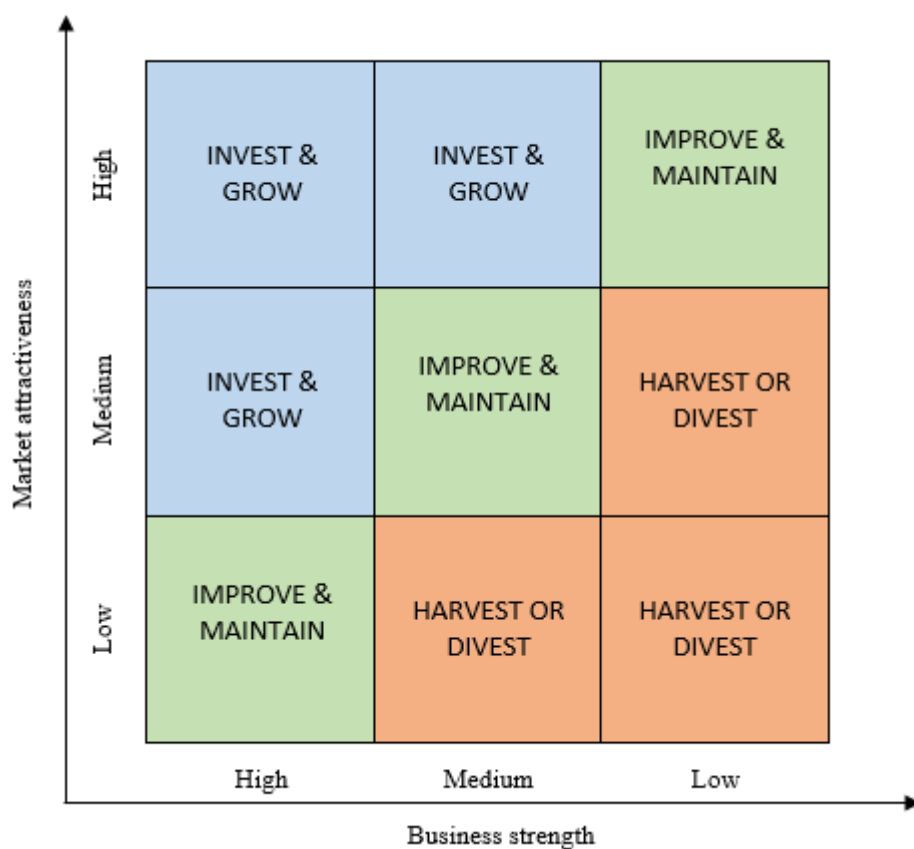 INVEST &
GROW
INVEST &
GROW
IMPROVE &
MAINTAIN
High
INVEST &
GROW
IMPROVE &
MAINTAIN
HARVEST OR
DIVEST
Medium
Market attractiveness
IMPROVE &
MAINTAIN
HARVEST OR
DIVEST
HARVEST OR
DIVEST
Low
High
Medium
Low
Business strength